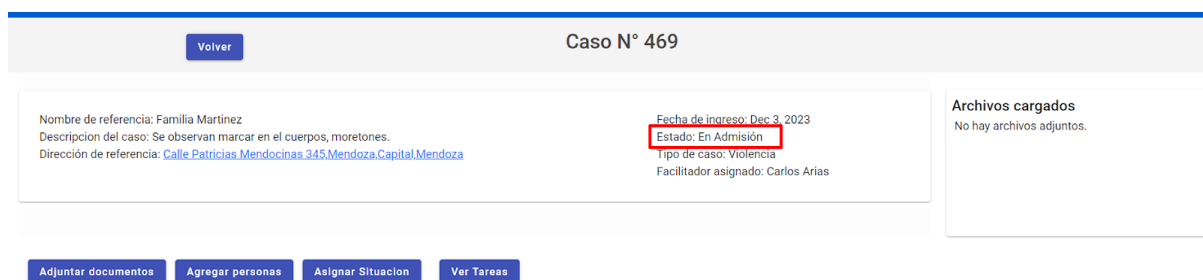 Volver
Caso N° 469
Nombre de referencia: Familia Martinez
Descripcion del caso: Se observan marcar en el cuerpos, moretones.
Dirección de referencia: Calle Patricias Mendocinas 345,Mendoza,Capital,Mendoza
Fecha de ingreso: Dec 3, 2023
Estado: En Admisión
Tipo de caso: Violencia
Facilitador asignado: Carlos Arias
Archivos cargados
No hay archivos adjuntos.
Adjuntar documentos
Agregar personas
Asignar Situacion
Ver Tareas